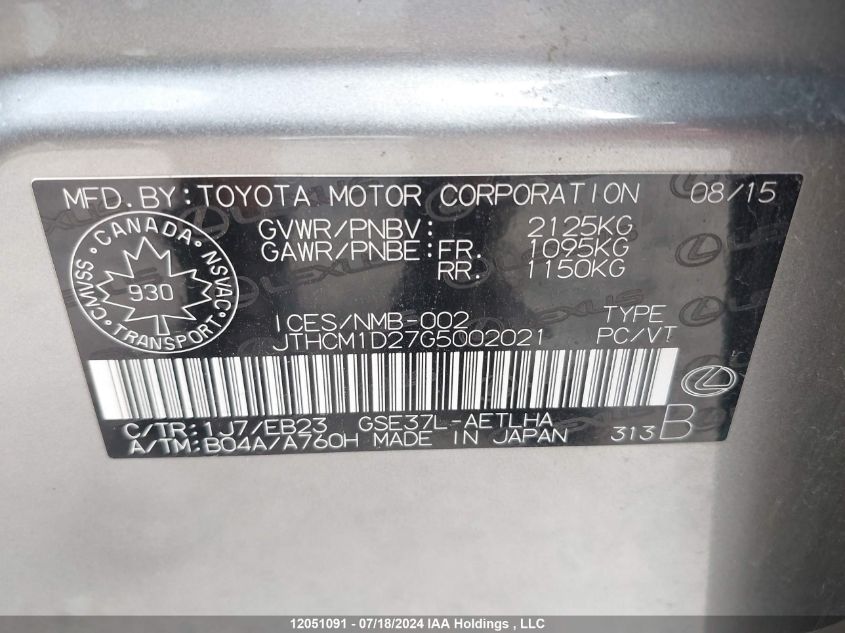 MFD.BY:TOYOTA MOTOR CORPORATION 08/15
GVWR/PNBV: 2125KG
GAWR/PNBE:FR. 1095KG
RR. 1150KG
CANADA
CMVSS NSVAC
930
TRANSPORT
ICES/NMB-002 TYPE
JTHCM1D27G5002021 PC/VT
C/TR:1J7/EB23 GSE37L-AETLHA
A/TM:B04A/A760H MADE IN JAPAN 313 B
LEXUS
12051091 - 07/18/2024 IAA Holdings , LLC